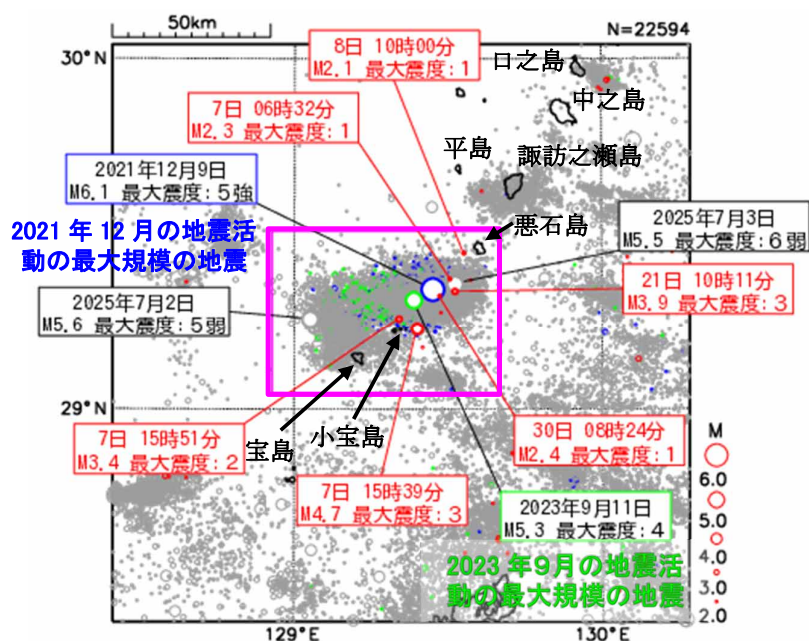 50km
N=22594
30°N
8日 10時00分
M2.1 最大震度:1
口之島
中之島
7日 06時32分
M2.3 最大震度:1
平島
諏訪之瀬島
2021年12月9日
M6.1 最大震度:5強
悪石島
2021年12月の地震活
動の最大規模の地震
2025年7月3日
M5.5 最大震度:6弱
21日 10時11分
M3.9 最大震度:3
2025年7月2日
M5.6 最大震度:5弱
29°N
7日 15時51分
M3.4 最大震度:2
宝島
小宝島
30日 08時24分
M2.4 最大震度:1
7日 15時39分
M4.7 最大震度:3
2023年9月11日
M5.3 最大震度:4
2023年9月の地震活
動の最大規模の地震
M
6.0
5.0
4.0
3.0
2.0
129°E
130°E